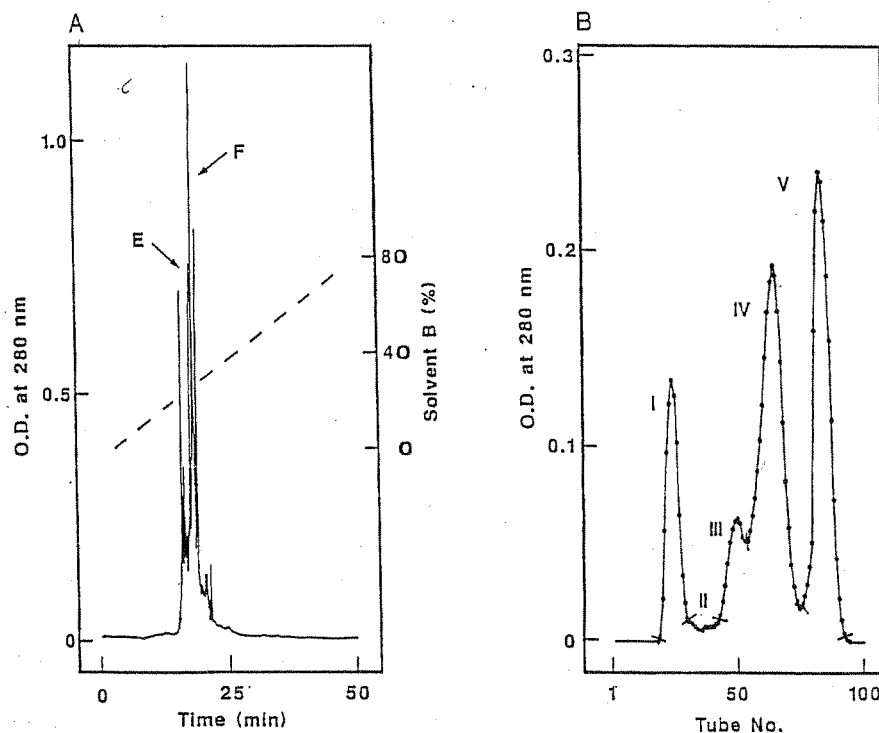 A
1.0
0.5
0
O.D. at 280 nm
E
F
80
40
0
Solvent B (%)
0
25
50
Time (min)
B
0.3
0.2
0.1
0
O.D. at 280 nm
I
II
III
IV
V
1
50
100
Tube No.